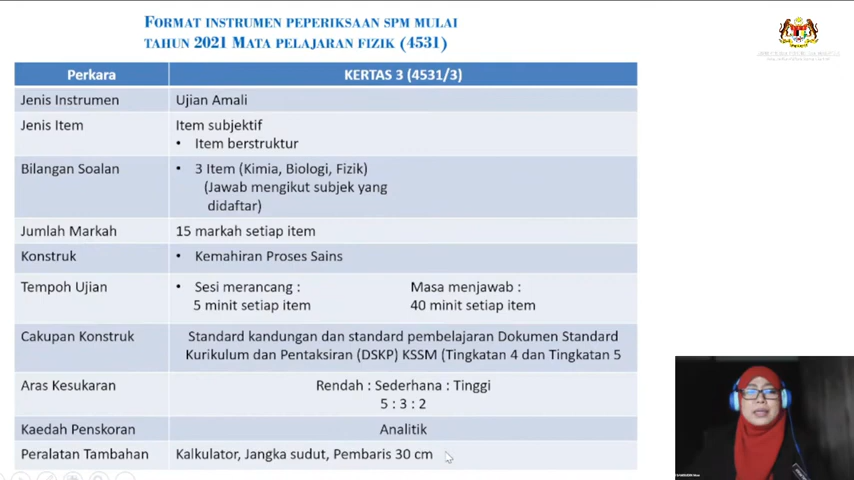 FORMAT INSTRUMEN PEPERIKSAAN SPM MULAI
TAHUN 2021 MATA PELAJARAN FIZIK (4531)
Perkara KERTAS 3 (4531/3)
Jenis Instrumen Ujian Amali
Jenis Item Item subjektif
• Item berstruktur
Bilangan Soalan • 3 Item (Kimia, Biologi, Fizik)
(Jawab mengikut subjek yang
didaftar)
Jumlah Markah 15 markah setiap item
Konstruk • Kemahiran Proses Sains
Tempoh Ujian • Sesi merancang : Masa menjawab :
5 minit setiap item 40 minit setiap item
Cakupan Konstruk Standard kandungan dan standard pembelajaran Dokumen Standard
Kurikulum dan Pentaksiran (DSKP) KSSM (Tingkatan 4 dan Tingkatan 5
Aras Kesukaran Rendah : Sederhana : Tinggi
5 : 3 : 2
Kaedah Penskoran Analitik
Peralatan Tambahan Kalkulator, Jangka sudut, Pembaris 30 cm